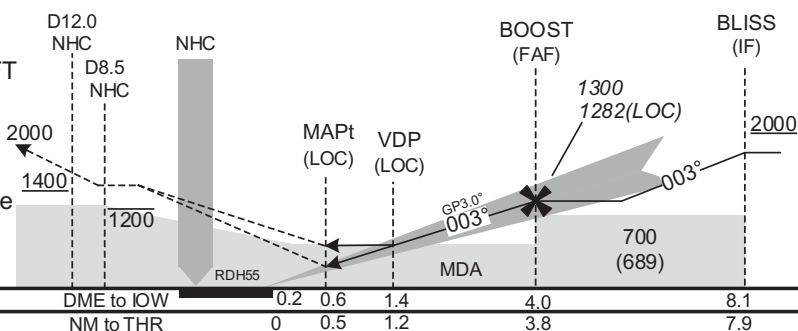 D12.0
NHC
NHC
D8.5
NHC
BOOST
(FAF)
BLISS
(IF)
FT
1300
1282(LOC)
2000
MAPt
(LOC)
VDP
(LOC)
2000
1400
1200
e
GP3.0°
003°
003°
700
(689)
MDA
RDH55
DME to IOW 0.2 0.6 1.4 4.0 8.1
NM to THR 0 0.5 1.2 3.8 7.9